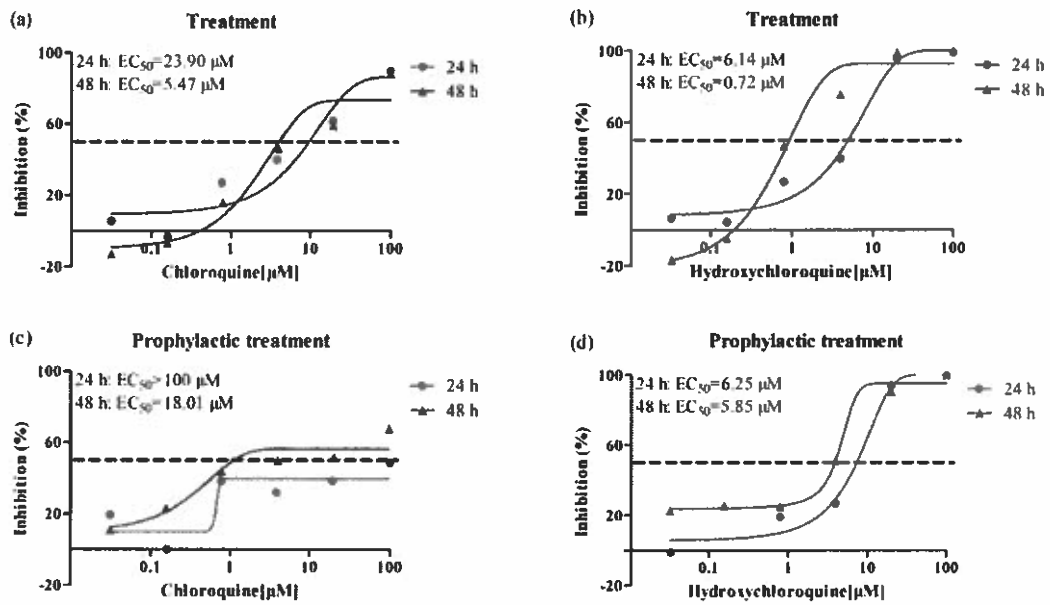 (a) Treatment
24 h: EC50=23.90 μM
48 h: EC50=5.47 μM
24 h
48 h
Inhibition (%)
100
60
20
-20
0.1 1 10 100
Chloroquine[μM]
(b) Treatment
24 h: EC50=6.14 μM
48 h: EC50=0.72 μM
24 h
48 h
Inhibition (%)
100
60
20
-20
0.1 1 10 100
Hydroxychloroquine[μM]
(c) Prophylactic treatment
24 h: EC50>100 μM
48 h: EC50=18.01 μM
24 h
48 h
Inhibition (%)
100
60
20
-20
0.1 1 10 100
Chloroquine[μM]
(d) Prophylactic treatment
24 h: EC50=6.25 μM
48 h: EC50=5.85 μM
24 h
48 h
Inhibition (%)
100
60
20
-20
0.1 1 10 100
Hydroxychloroquine[μM]